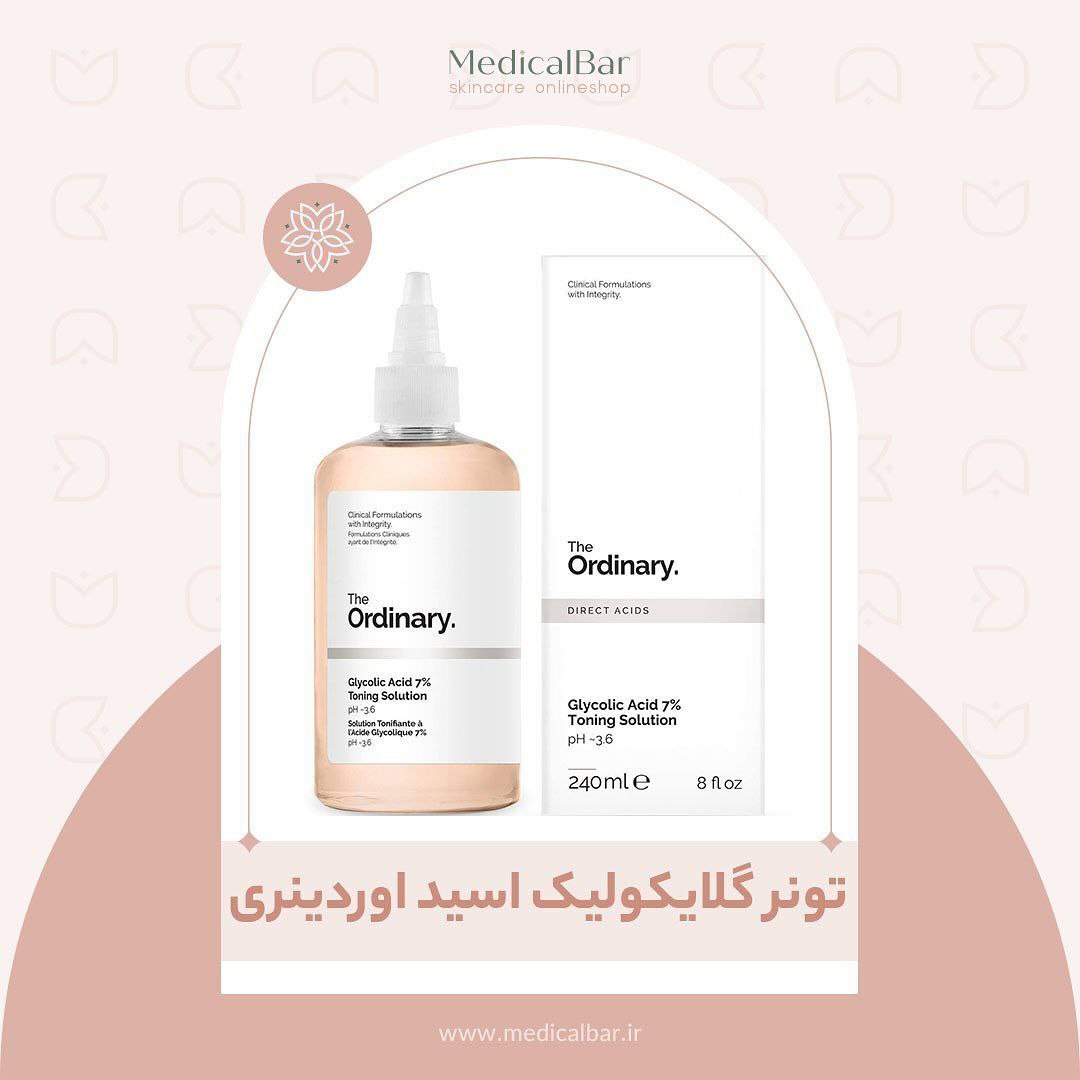 MedicalBar
skincare onlineshop
Clinical Formulations
with Integrity.
Clinical Formulations
with Integrity.
Formulations Cliniques
ayant de l'intégrité.
The
Ordinary.
Glycolic Acid 7%
Toning Solution
pH ~3.6
Solution Tonifiante à
l'Acide Glycolique 7%
pH ~3.6
The
Ordinary.
DIRECT ACIDS
Glycolic Acid 7%
Toning Solution
pH ~3.6
240 ml e 8 fl oz
تونر گلایکولیک اسید اوردینری
www.medicalbar.ir